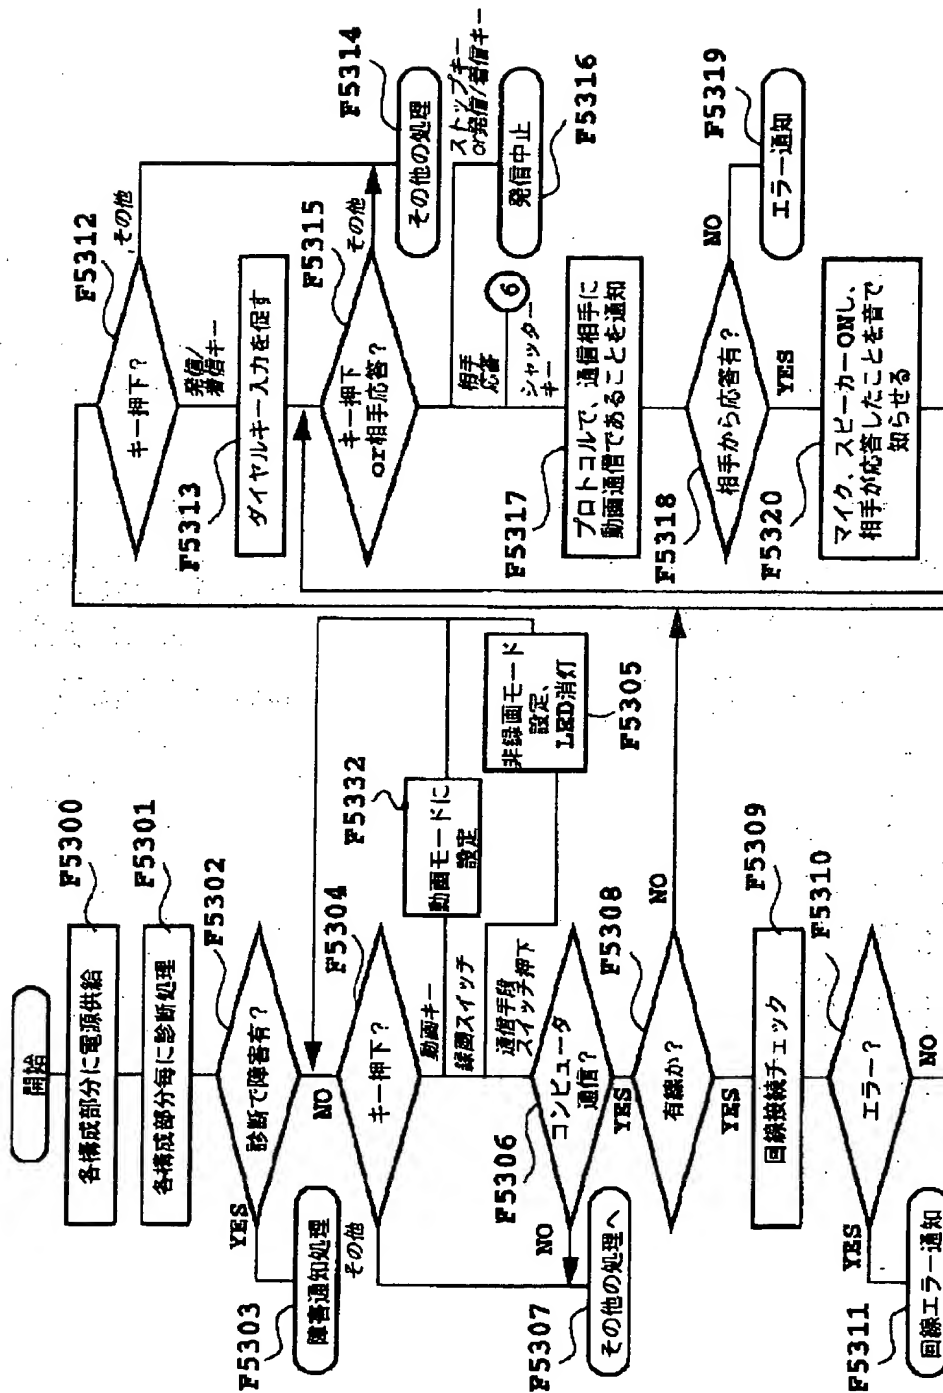 開始
各構成部分に電源供給
F5300
各構成部分毎に診断処理
F5301
診断で障害有?
F5302
YES
障害通知処理
F5303
NO
キー押下?
F5304
その他
動画キー
動画モードに
設定
F5332
録画スイッチ
非録画モード
設定、
LED消灯
F5305
通信手段
スイッチ押下
コンピュータ
通信?
F5306
NO
その他の処理へ
F5307
YES
有線か?
F5308
NO
YES
回線接続チェック
F5309
エラー?
F5310
YES
回線エラー通知
F5311
NO
キー押下?
F5312
その他
発信/
着信キー
ダイヤルキー入力を促す
F5313
その他の処理
F5314
キー押下
or相手応答?
F5315
その他
ストップキー
or発信/着信キー
発信中止
F5316
相手
応答
6
シャッター
キー
プロトコルで、通信相手に
動画通信であることを通知
F5317
相手から応答有?
F5318
NO
エラー通知
F5319
YES
マイク、スピーカーONし、
相手が応答したことを音で
知らせる
F5320